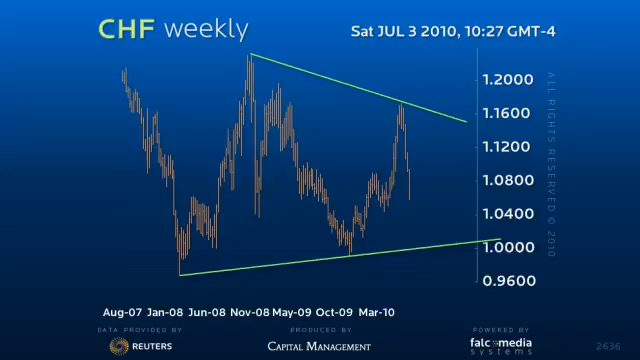 CHF weekly
Sat JUL 3 2010, 10:27 GMT-4
1.2000
1.1600
1.1200
1.0800
1.0400
1.0000
0.9600
ALL RIGHTS RESERVED © 2010
Aug-07 Jan-08 Jun-08 Nov-08 May-09 Oct-09 Mar-10
DATA PROVIDED BY
REUTERS
PRODUCED BY
CAPITAL MANAGEMENT
POWERED BY
falc media
systems
2636